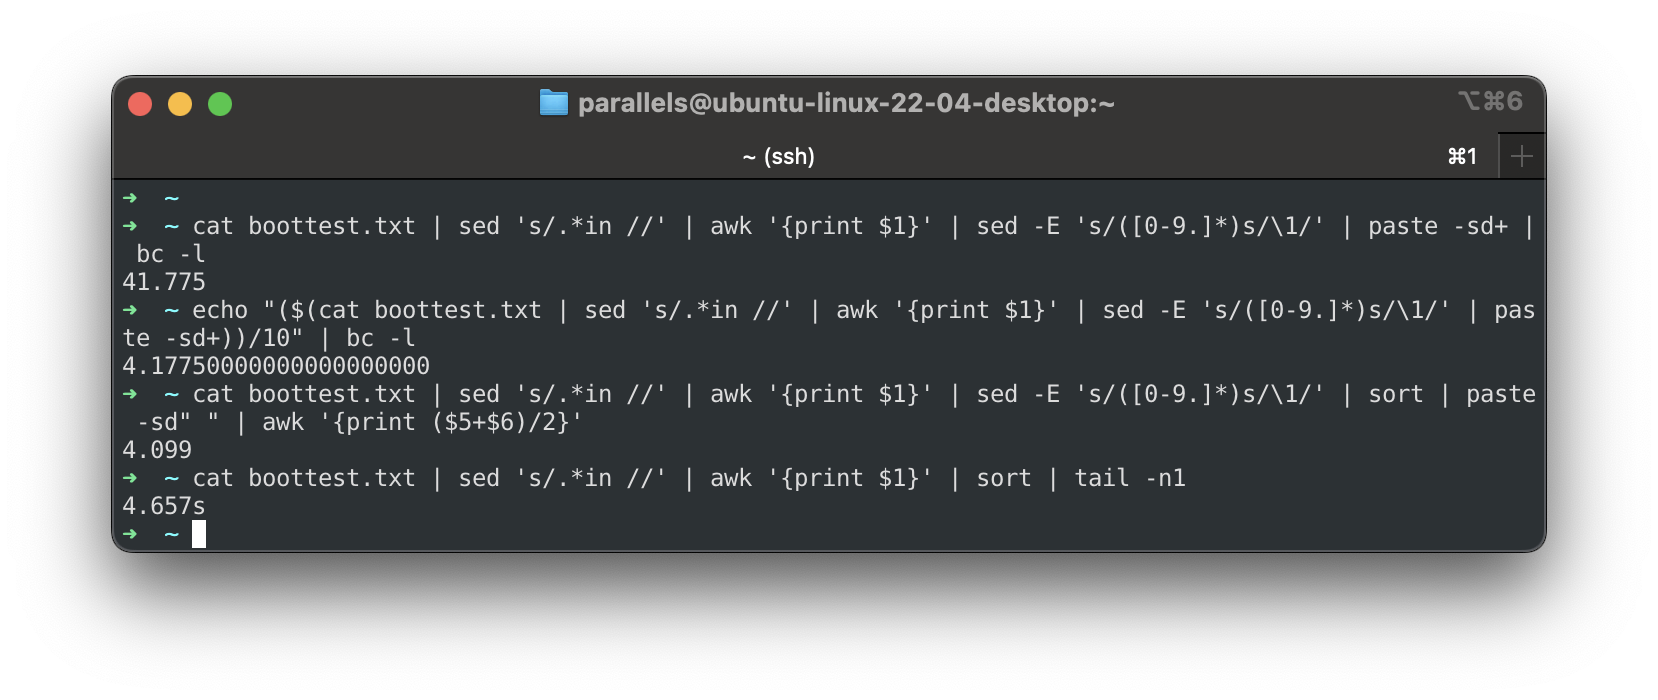 parallels@ubuntu-linux-22-04-desktop:~ ⌥⌘6
~ (ssh) ⌘1 +
➜  ~
➜  ~ cat boottest.txt | sed 's/.*in //' | awk '{print $1}' | sed -E 's/([0-9.]*)s/\1/' | paste -sd+ |
 bc -l
41.775
➜  ~ echo "($(cat boottest.txt | sed 's/.*in //' | awk '{print $1}' | sed -E 's/([0-9.]*)s/\1/' | pas
te -sd+))/10" | bc -l
4.17750000000000000000
➜  ~ cat boottest.txt | sed 's/.*in //' | awk '{print $1}' | sed -E 's/([0-9.]*)s/\1/' | sort | paste
 -sd" " | awk '{print ($5+$6)/2}'
4.099
➜  ~ cat boottest.txt | sed 's/.*in //' | awk '{print $1}' | sort | tail -n1
4.657s
➜  ~